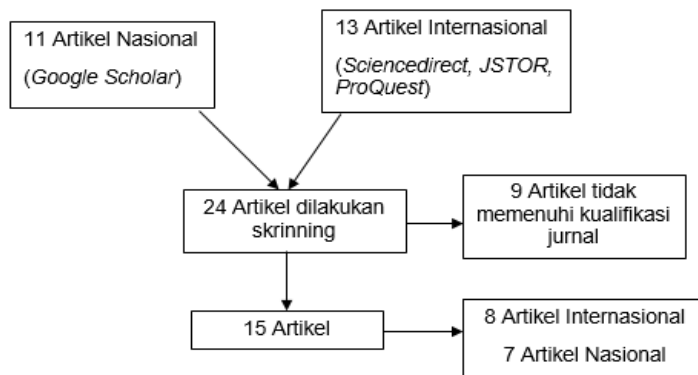 11 Artikel Nasional
(Google Scholar)
13 Artikel Internasional
(Sciencedirect, JSTOR,
ProQuest)
24 Artikel dilakukan
skrinning
9 Artikel tidak
memenuhi kualifikasi
jurnal
15 Artikel
8 Artikel Internasional
7 Artikel Nasional